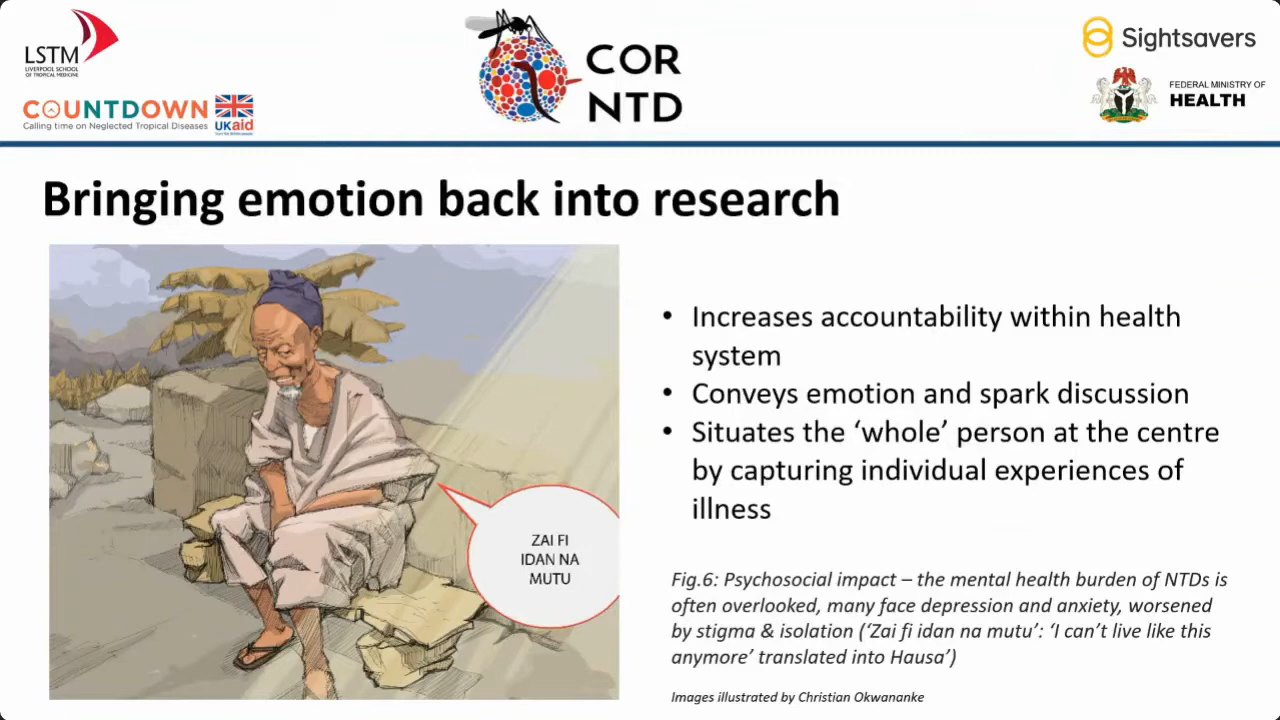 LSTM
LIVERPOOL SCHOOL
OF TROPICAL MEDICINE
COUNTDOWN
Calling time on Neglected Tropical Diseases
UKaid
COR
NTD
Sightsavers
FEDERAL MINISTRY OF
HEALTH
Bringing emotion back into research
ZAI FI
IDAN NA
MUTU
• Increases accountability within health
system
• Conveys emotion and spark discussion
• Situates the ‘whole’ person at the centre
by capturing individual experiences of
illness
Fig.6: Psychosocial impact – the mental health burden of NTDs is
often overlooked, many face depression and anxiety, worsened
by stigma & isolation (‘Zai fi idan na mutu’: ‘I can’t live like this
anymore’ translated into Hausa’)
Images illustrated by Christian Okwananke